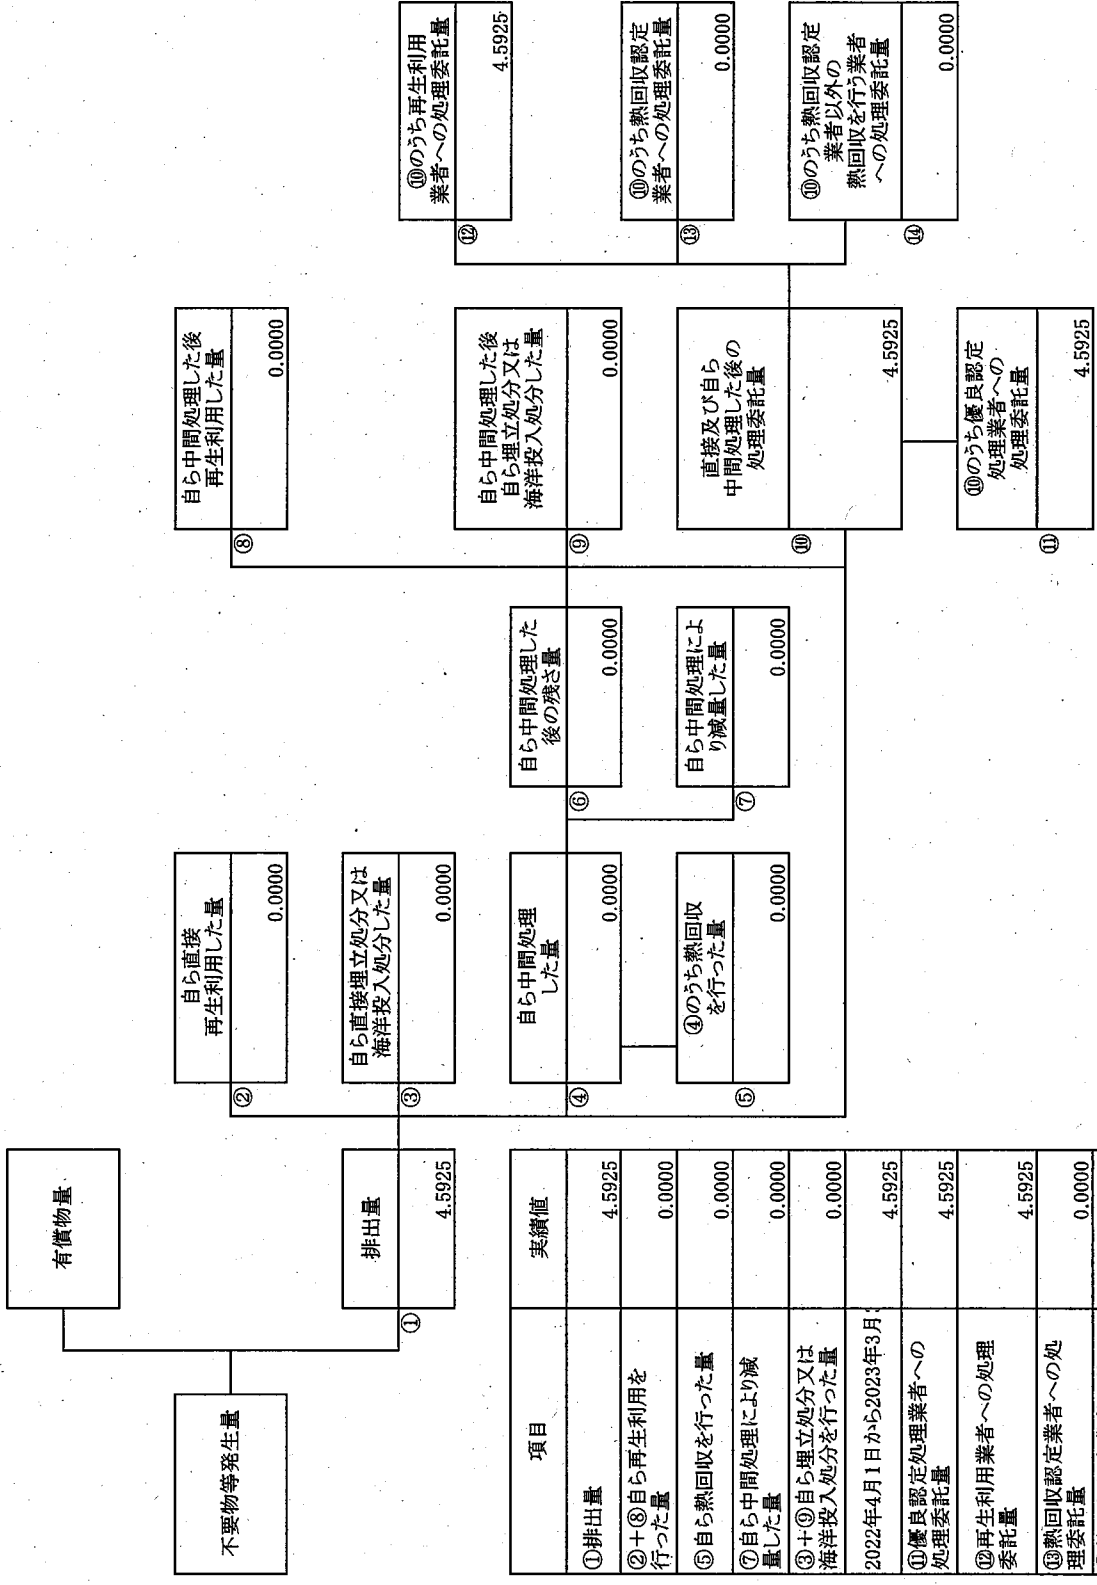 有償物量
不要物等発生量
排出量
4.5925
①
自ら直接
再生利用した量
0.0000
②
自ら直接埋立処分又は
海洋投入処分した量
0.0000
③
自ら中間処理
した量
0.0000
④
④のうち熱回収
を行った量
0.0000
⑤
自ら中間処理した
後の残さ量
0.0000
⑥
自ら中間処理によ
り減量した量
0.0000
⑦
自ら中間処理した後
再生利用した量
0.0000
⑧
自ら中間処理した後
自ら埋立処分又は
海洋投入処分した量
0.0000
⑨
直接及び自ら
中間処理した後の
処理委託量
4.5925
⑩
⑩のうち優良認定
処理業者への
処理委託量
4.5925
⑪
⑩のうち再生利用
業者への処理委託量
4.5925
⑫
⑩のうち熱回収認定
業者への処理委託量
0.0000
⑬
⑩のうち熱回収認定
業者以外の
熱回収を行う業者
への処理委託量
0.0000
⑭
項目 実績値
①排出量 4.5925
②+⑧自ら再生利用を
行った量 0.0000
⑤自ら熱回収を行った量 0.0000
⑦自ら中間処理により減
量した量 0.0000
③+⑨自ら埋立処分又は
海洋投入処分を行った量 0.0000
2022年4月1日から2023年3月 4.5925
⑪優良認定処理業者への
処理委託量 4.5925
⑫再生利用業者への処理
委託量 4.5925
⑬熱回収認定業者への処
理委託量 0.0000